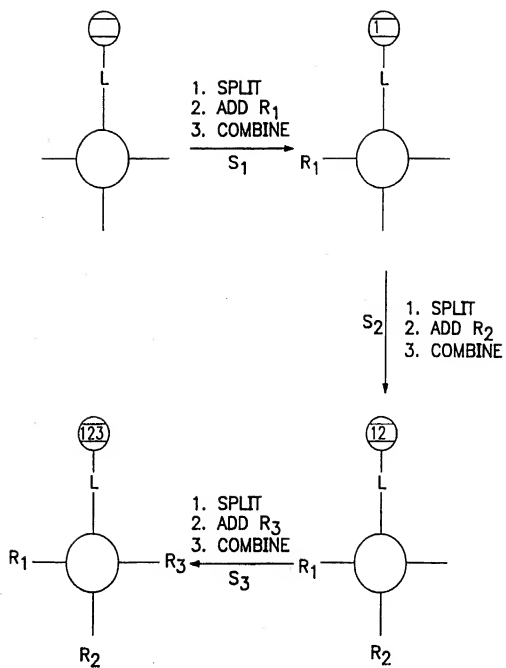 1
L
L
1. SPLIT
2. ADD R1
3. COMBINE
S1
R1
S2
1. SPLIT
2. ADD R2
3. COMBINE
123
12
L
L
1. SPLIT
2. ADD R3
3. COMBINE
R1
R3
S3
R1
R2
R2